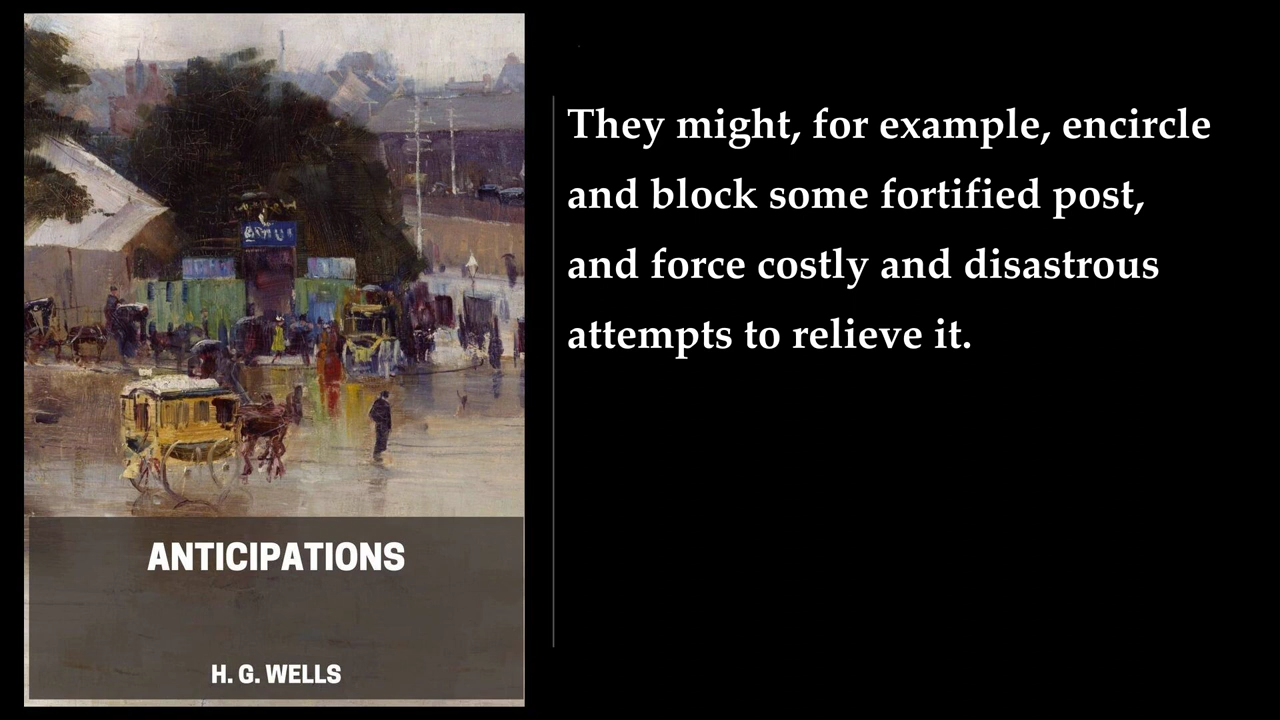 They might, for example, encircle
and block some fortified post,
and force costly and disastrous
attempts to relieve it.
ANTICIPATIONS
H. G. WELLS